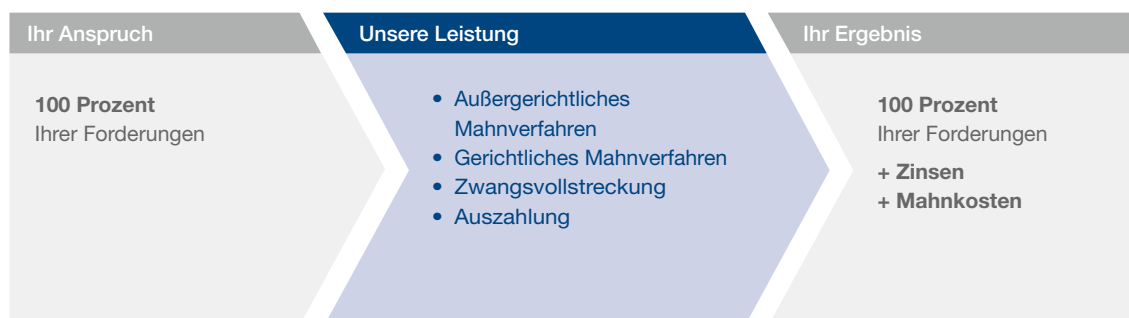 Ihr Anspruch
100 Prozent
Ihrer Forderungen
Unsere Leistung
• Außergerichtliches
Mahnverfahren
• Gerichtliches Mahnverfahren
• Zwangsvollstreckung
• Auszahlung
Ihr Ergebnis
100 Prozent
Ihrer Forderungen
+ Zinsen
+ Mahnkosten